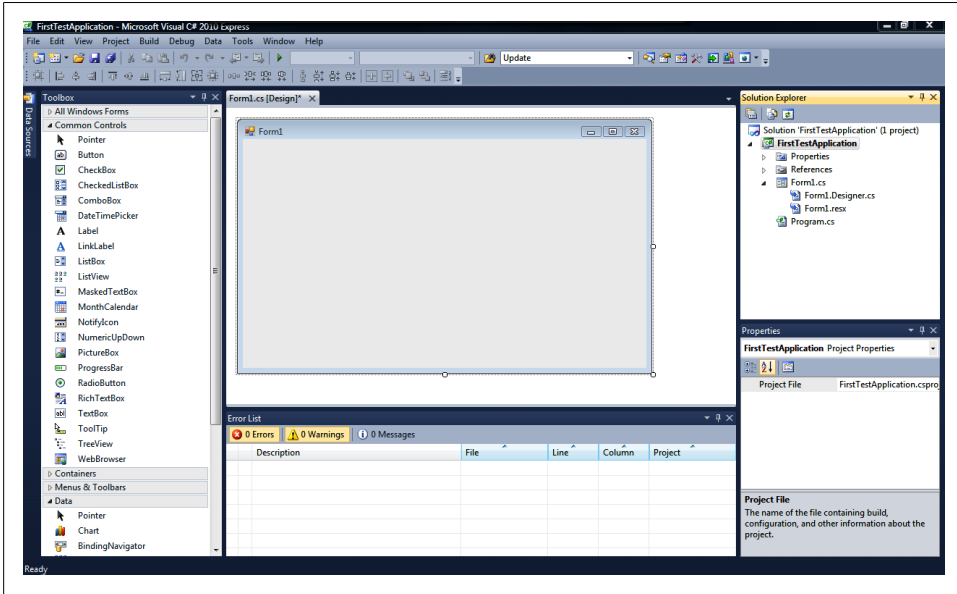 FirstTestApplication - Microsoft Visual C# 2010 Express
File Edit View Project Build Debug Data Tools Window Help
Update
Data Sources
Toolbox
All Windows Forms
Common Controls
Pointer
Button
CheckBox
CheckedListBox
ComboBox
DateTimePicker
Label
LinkLabel
ListBox
ListView
MaskedTextBox
MonthCalendar
NotifyIcon
NumericUpDown
PictureBox
ProgressBar
RadioButton
RichTextBox
TextBox
ToolTip
TreeView
WebBrowser
Containers
Menus & Toolbars
Data
Pointer
Chart
BindingNavigator
Form1.cs [Design]*
Form1
Error List
0 Errors 0 Warnings 0 Messages
Description File Line Column Project
Solution Explorer
Solution 'FirstTestApplication' (1 project)
FirstTestApplication
Properties
References
Form1.cs
Form1.Designer.cs
Form1.resx
Program.cs
Properties
FirstTestApplication Project Properties
Project File FirstTestApplication.csproj
Project File
The name of the file containing build,
configuration, and other information about the
project.
Ready